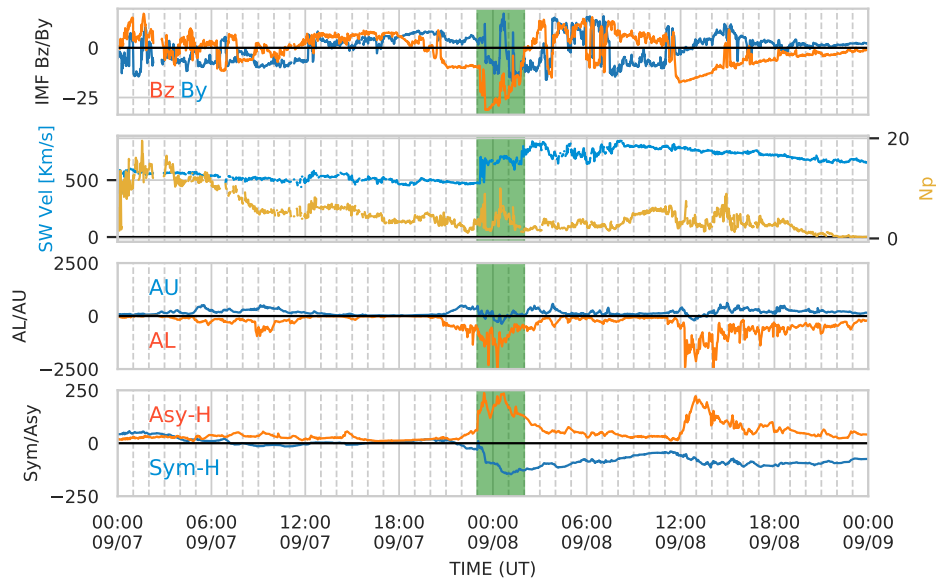 IMF Bz/By
0
−25
Bz By
SW Vel [Km/s]
500
0
20
0
Np
AL/AU
2500
0
−2500
AU
AL
Sym/Asy
250
0
−250
Asy-H
Sym-H
00:00 06:00 12:00 18:00 00:00 06:00 12:00 18:00 00:00
09/07 09/07 09/07 09/07 09/08 09/08 09/08 09/08 09/09
TIME (UT)